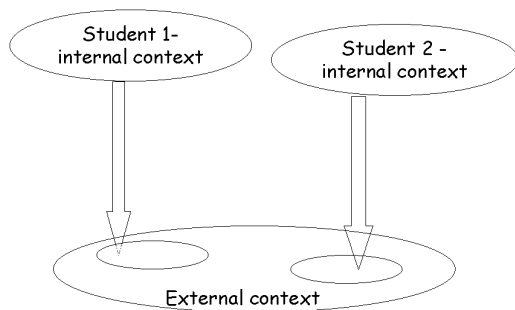 Student 1-
internal context
Student 2 -
internal context
External context